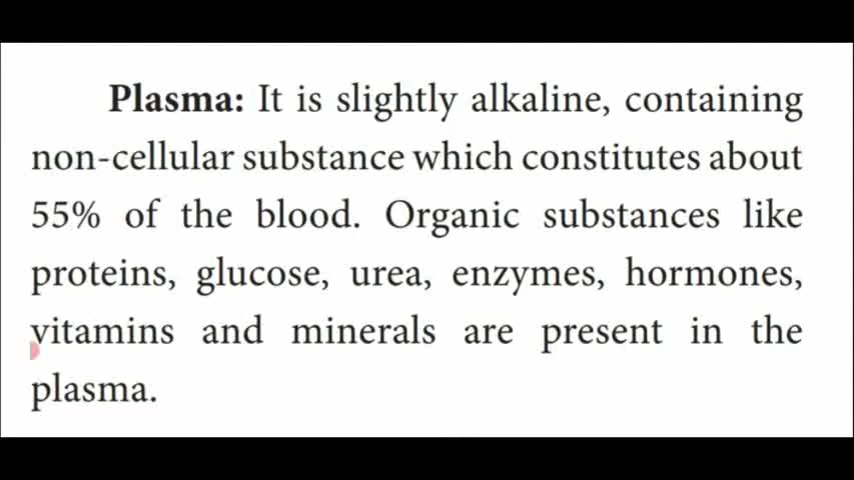 Plasma: It is slightly alkaline, containing
non-cellular substance which constitutes about
55% of the blood. Organic substances like
proteins, glucose, urea, enzymes, hormones,
vitamins and minerals are present in the
plasma.